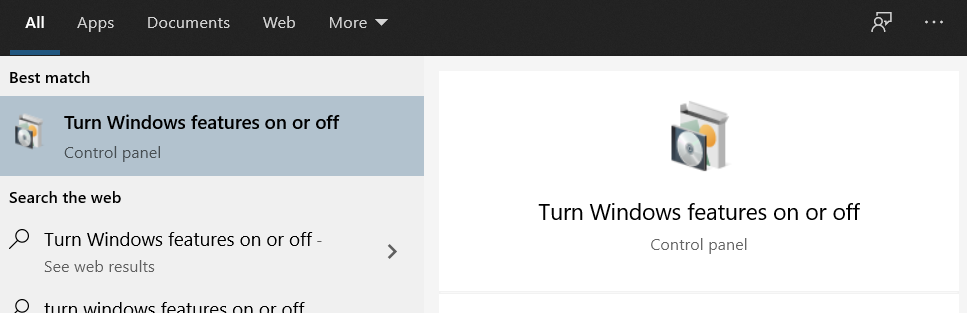 All Apps Documents Web More
Best match
Turn Windows features on or off
Control panel
Search the web
Turn Windows features on or off -
See web results
turn windows features on or off
Turn Windows features on or off
Control panel